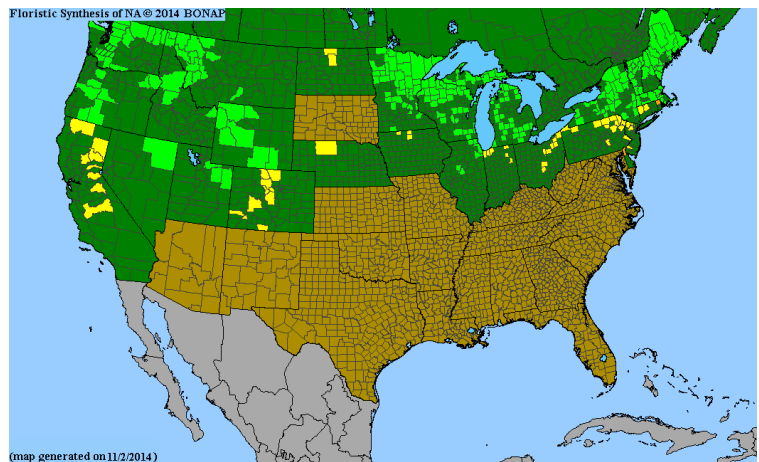 Floristic Synthesis of NA © 2014 BONAP
(map generated on 11/2/2014 )